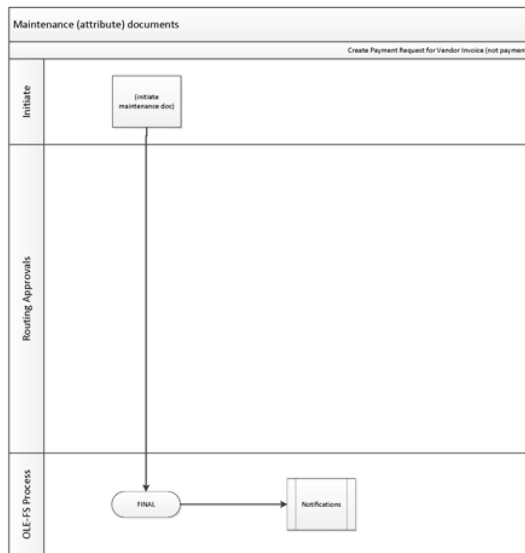 Maintenance (attribute) documents
Create Payment Request for Vendor Invoice (not payment
Initiate
(initiate
maintenance doc)
Routing Approvals
OLE-FS Process
FINAL
Notifications